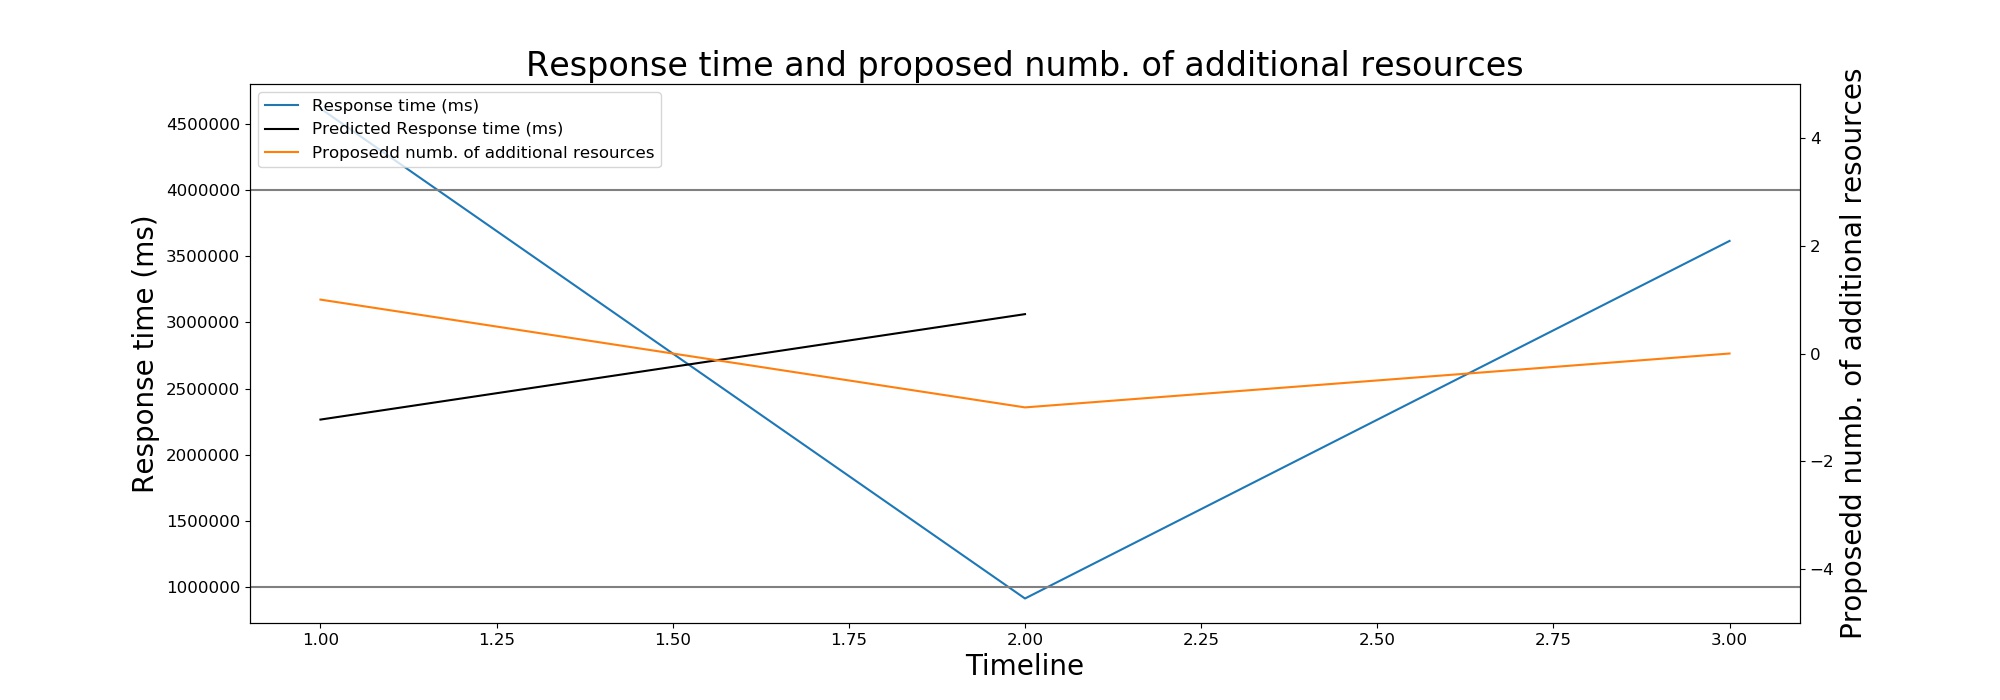 Response time and proposed numb. of additional resources
Response time (ms)
Predicted Response time (ms)
Proposedd numb. of additional resources
Response time (ms)
4500000
4000000
3500000
3000000
2500000
2000000
1500000
1000000
4
2
0
−2
−4
Proposedd numb. of additional resources
1.00 1.25 1.50 1.75 2.00 2.25 2.50 2.75 3.00
Timeline